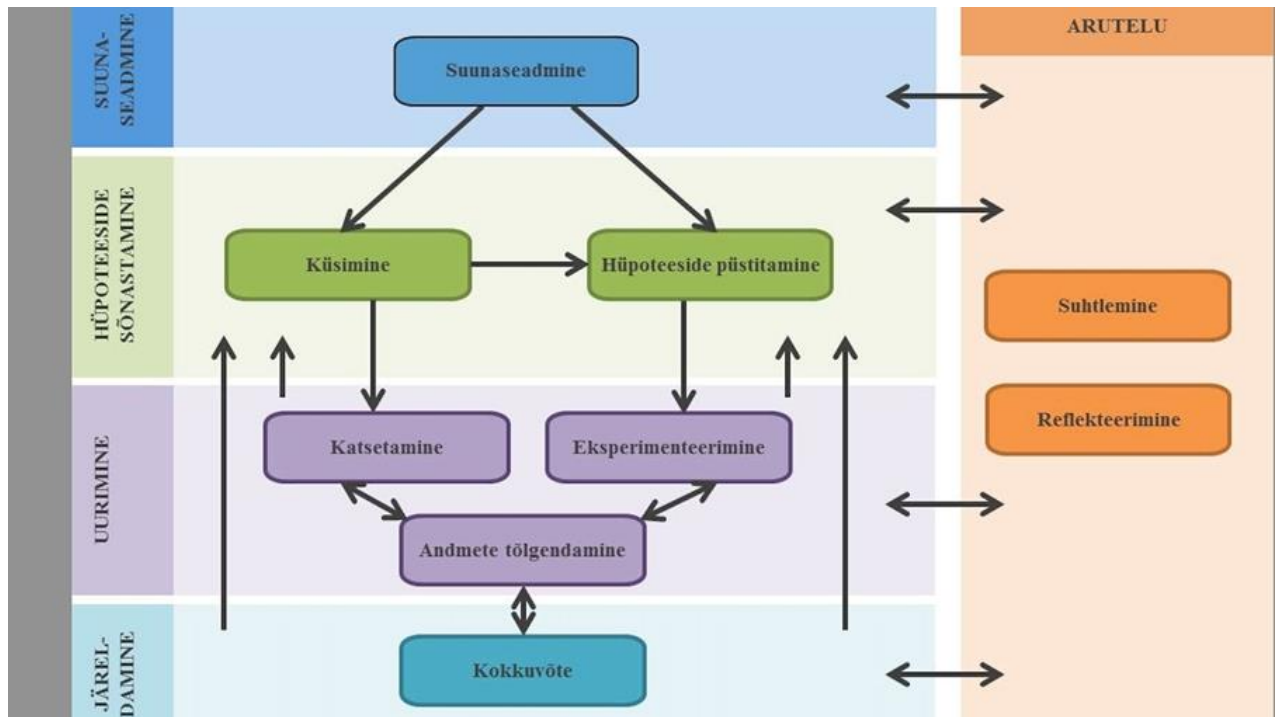 SUUNA-
SEADMINE
Suunaseadmine
ARUTELU
HÜPOTEESIDE
SÕNASTAMINE
Küsimine
Hüpoteeside püstitamine
Suhtlemine
Reflekteerimine
UURIMINE
Katsetamine
Eksperimenteerimine
Andmete tõlgendamine
JÄREL-
DAMINE
Kokkuvõte